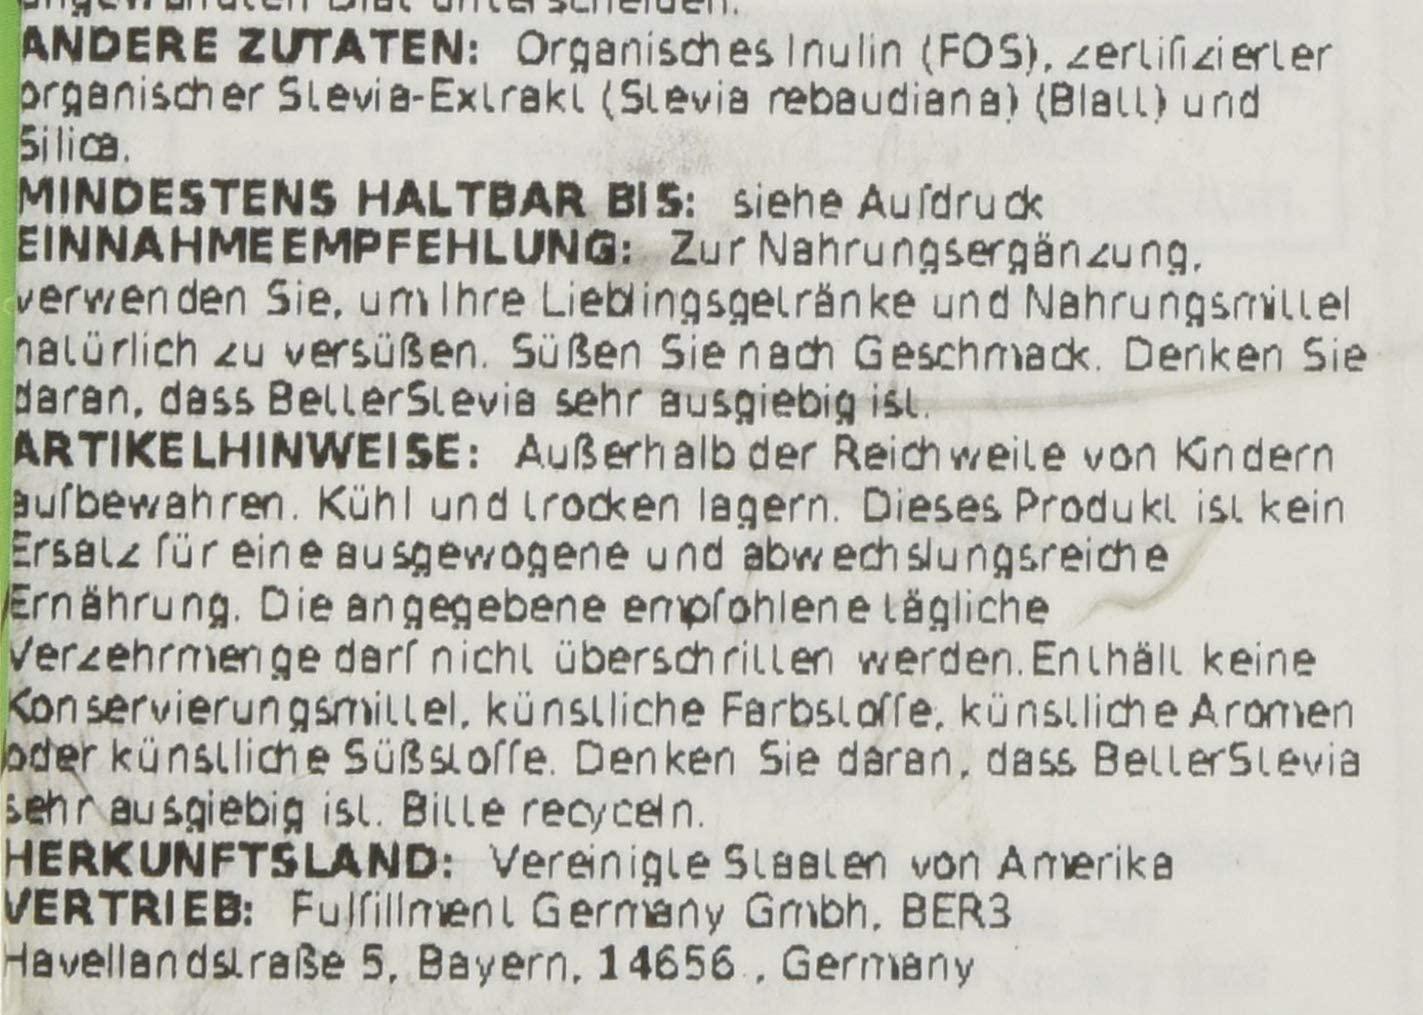 angewandten Diät unterscheiden.
ANDERE ZUTATEN: Organisches Inulin (FOS), zertifizierter
organischer Stevia-Extrakt (Stevia rebaudiana) (Blatt) und
Silica.
MINDESTENS HALTBAR BIS: siehe Aufdruck
EINNAHMEEMPFEHLUNG: Zur Nahrungsergänzung,
verwenden Sie, um Ihre Lieblingsgetränke und Nahrungsmittel
natürlich zu versüßen. Süßen Sie nach Geschmack. Denken Sie
daran, dass BetterStevia sehr ausgiebig ist.
ARTIKELHINWEISE: Außerhalb der Reichweite von Kindern
aufbewahren. Kühl und trocken lagern. Dieses Produkt ist kein
Ersatz für eine ausgewogene und abwechslungsreiche
Ernährung. Die angegebene empfohlene tägliche
Verzehrmenge darf nicht überschritten werden. Enthält keine
Konservierungsmittel, künstliche Farbstoffe, künstliche Aromen
oder künstliche Süßstoffe. Denken Sie daran, dass BetterStevia
sehr ausgiebig ist. Bitte recyceln.
HERKUNFTSLAND: Vereinigte Staaten von Amerika
VERTRIEB: Fulfillment Germany Gmbh, BER3
Havellandstraße 5, Bayern, 14656 , Germany